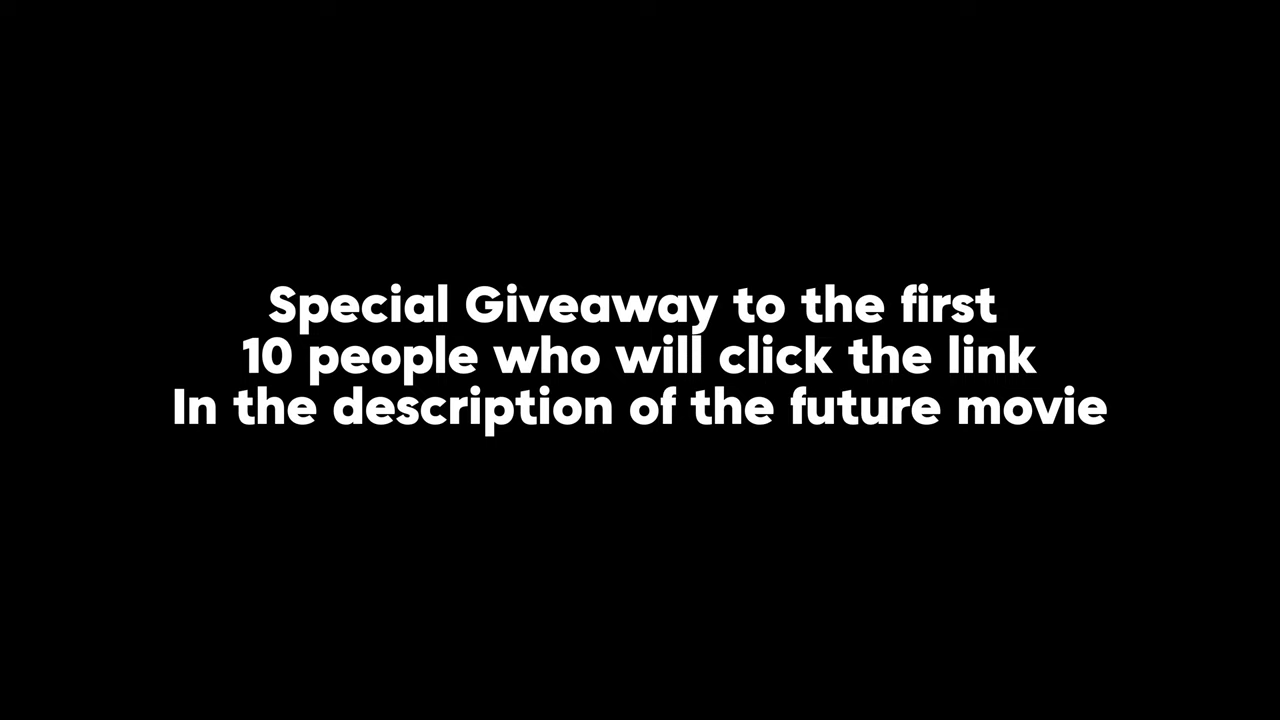 Special Giveaway to the first
10 people who will click the link
In the description of the future movie